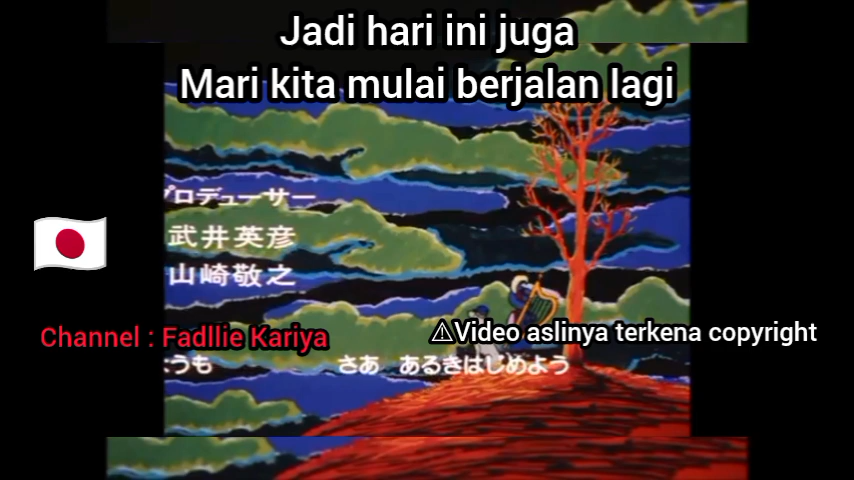 Jadi hari ini juga
Mari kita mulai berjalan lagi
プロデューサー
武井英彦
山崎敬之
Channel : Fadllie Kariya
⚠Video aslinya terkena copyright
ようも さあ あるきはじめよう